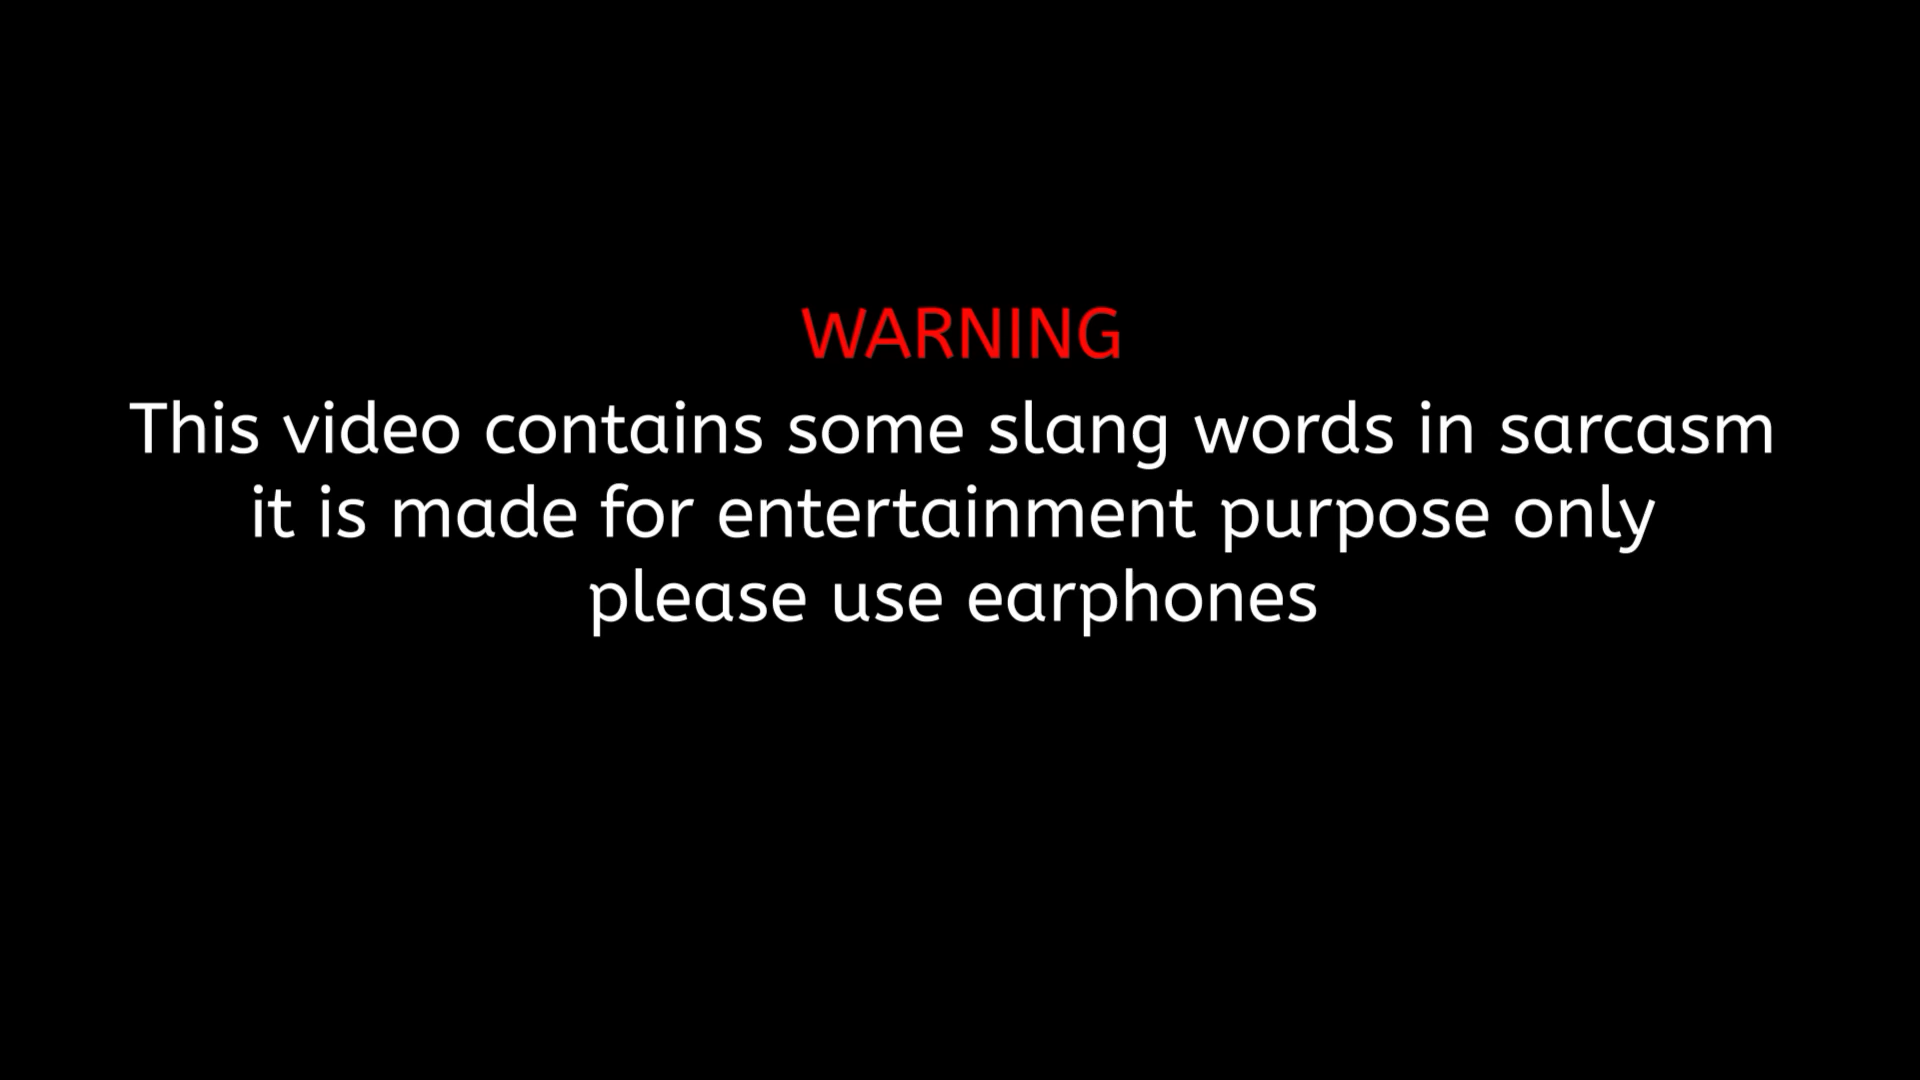 WARNING
This video contains some slang words in sarcasm
it is made for entertainment purpose only
please use earphones